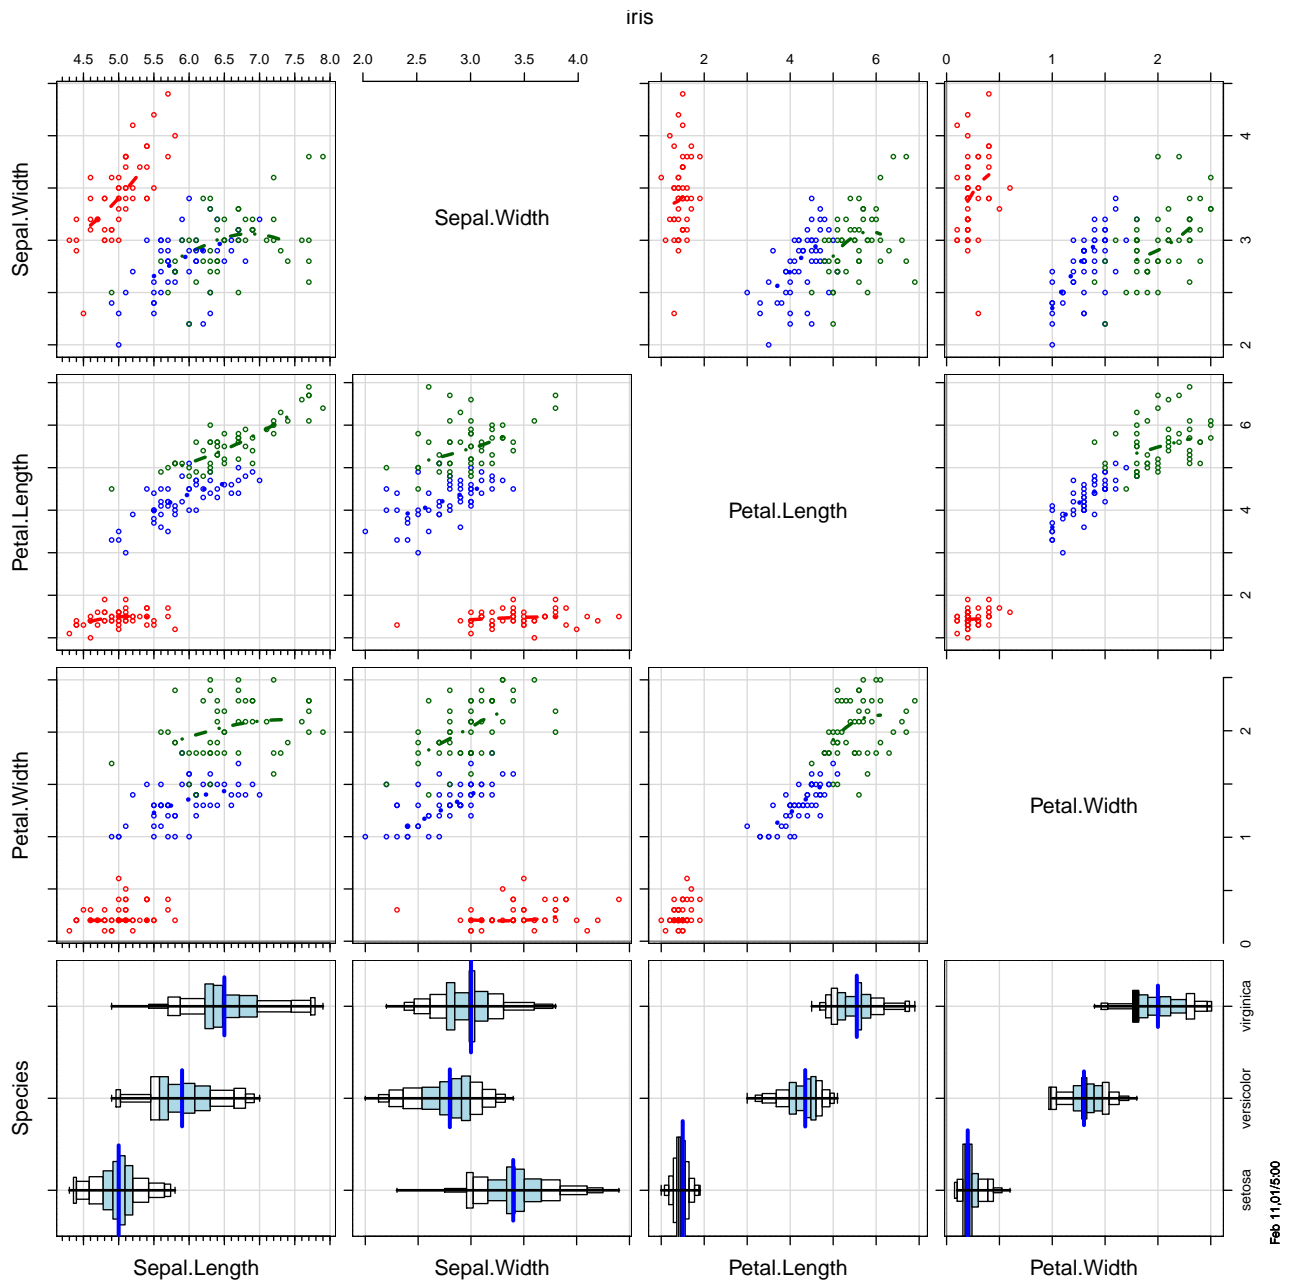 iris
4.5 5.0 5.5 6.0 6.5 7.0 7.5 8.0 2.0 2.5 3.0 3.5 4.0 2 4 6 0 1 2
Sepal.Width
Sepal.Width
4
3
2
Petal.Length
Petal.Length
6
4
2
Petal.Width
Petal.Width
2
1
0
Species
virginica
versicolor
setosa
Feb 11,01/5:00
Sepal.Length Sepal.Width Petal.Length Petal.Width